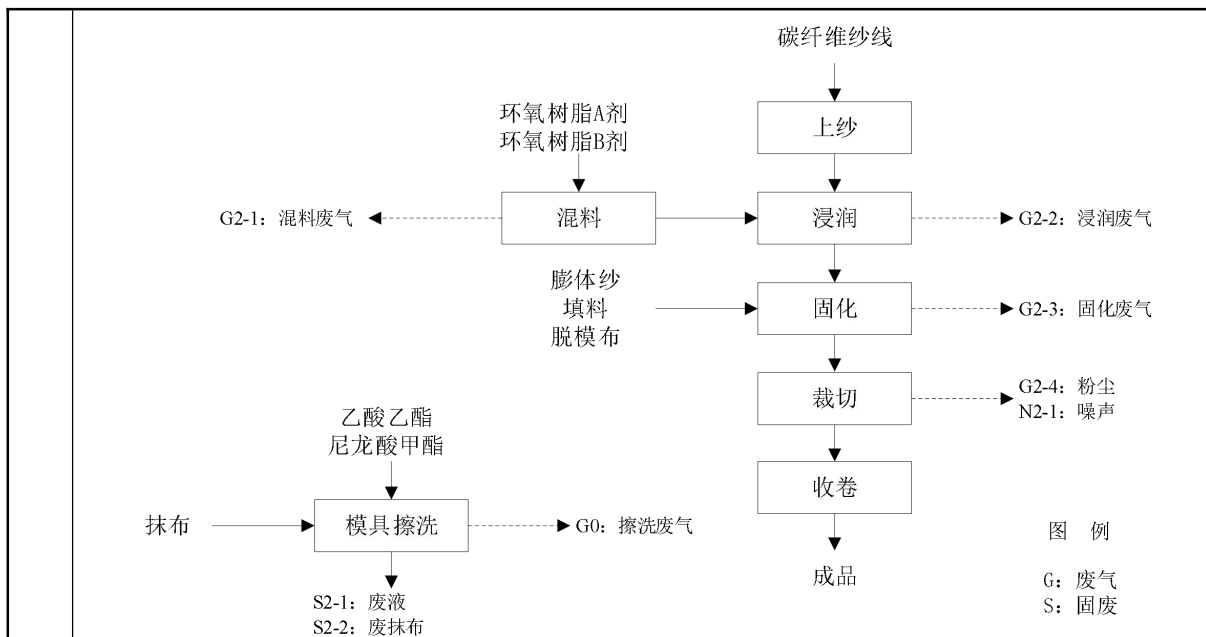 碳纤维纱线
上纱
环氧树脂A剂
环氧树脂B剂
G2-1：混料废气
混料
浸润
G2-2：浸润废气
膨体纱
填料
脱模布
固化
G2-3：固化废气
裁切
G2-4：粉尘
N2-1：噪声
乙酸乙酯
尼龙酸甲酯
收卷
抹布
模具擦洗
G0：擦洗废气
成品
S2-1：废液
S2-2：废抹布
图 例
G：废气
S：固废